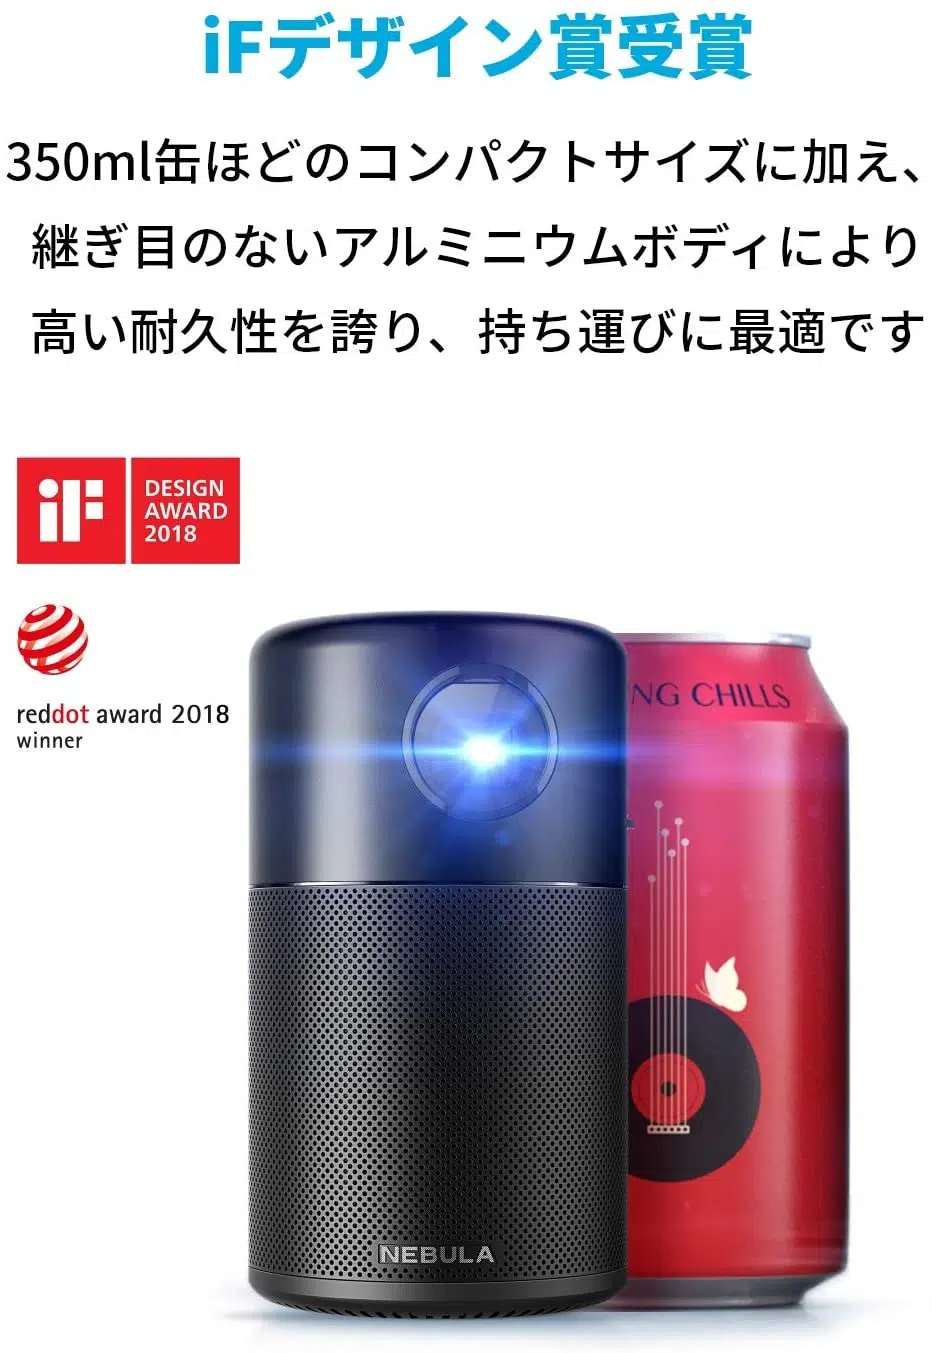 iFデザイン賞受賞
350ml缶ほどのコンパクトサイズに加え、
継ぎ目のないアルミニウムボディにより
高い耐久性を誇り、持ち運びに最適です
iF
DESIGN
AWARD
2018
reddot award 2018
winner
NG CHILLS
NEBULA